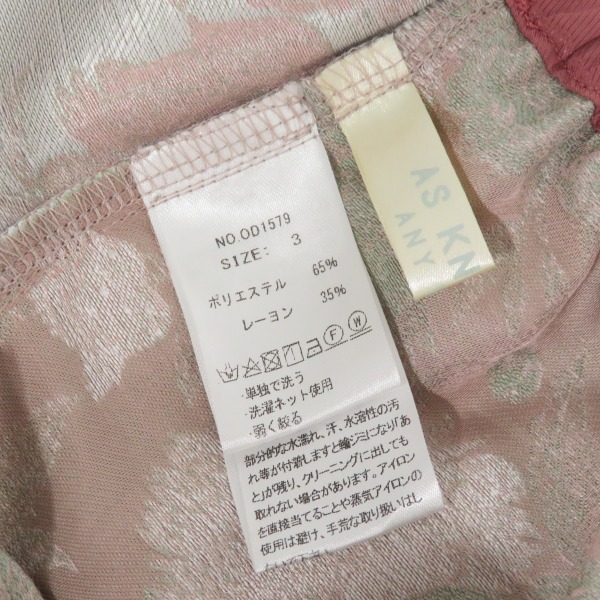 NO.OD1579
SIZE: 3
ポリエステル 65%
レーヨン 35%
F W
・単独で洗う
・洗濯ネット使用
・弱く絞る
部分的な水濡れ、汗、水溶性の汚
れ等が付着しますと輪ジミになり「あ
と」が残り、クリーニングに出しても
取れない場合があります。アイロン
を直接当てることや蒸気アイロンの
使用は避け、手荒な取り扱いはし
AS KN
ANY